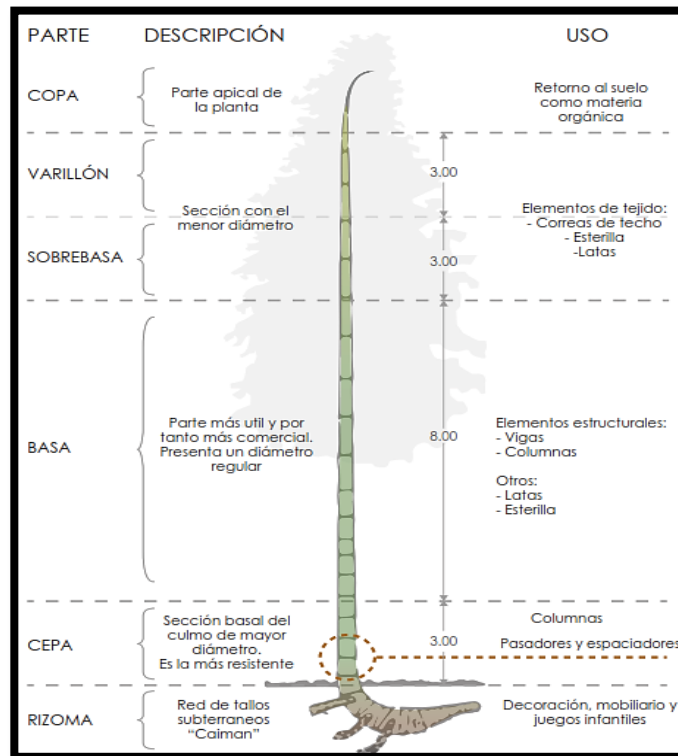 PARTE DESCRIPCIÓN USO
COPA
Parte apical de
la planta
Retorno al suelo
como materia
orgánica
VARILLÓN
3.00
Sección con el
menor diámetro
Elementos de tejido:
- Correas de techo
- Esterilla
-Latas
SOBREBASA
3.00
BASA
Parte más util y por
tanto más comercial.
Presenta un diámetro
regular
8.00
Elementos estructurales:
- Vigas
- Columnas
Otros:
- Latas
- Esterilla
CEPA
Sección basal del
culmo de mayor
diámetro.
Es la más resistente
3.00
Columnas
Pasadores y espaciadores
RIZOMA
Red de tallos
subterraneos
"Caiman"
Decoración, mobiliario y
juegos infantiles